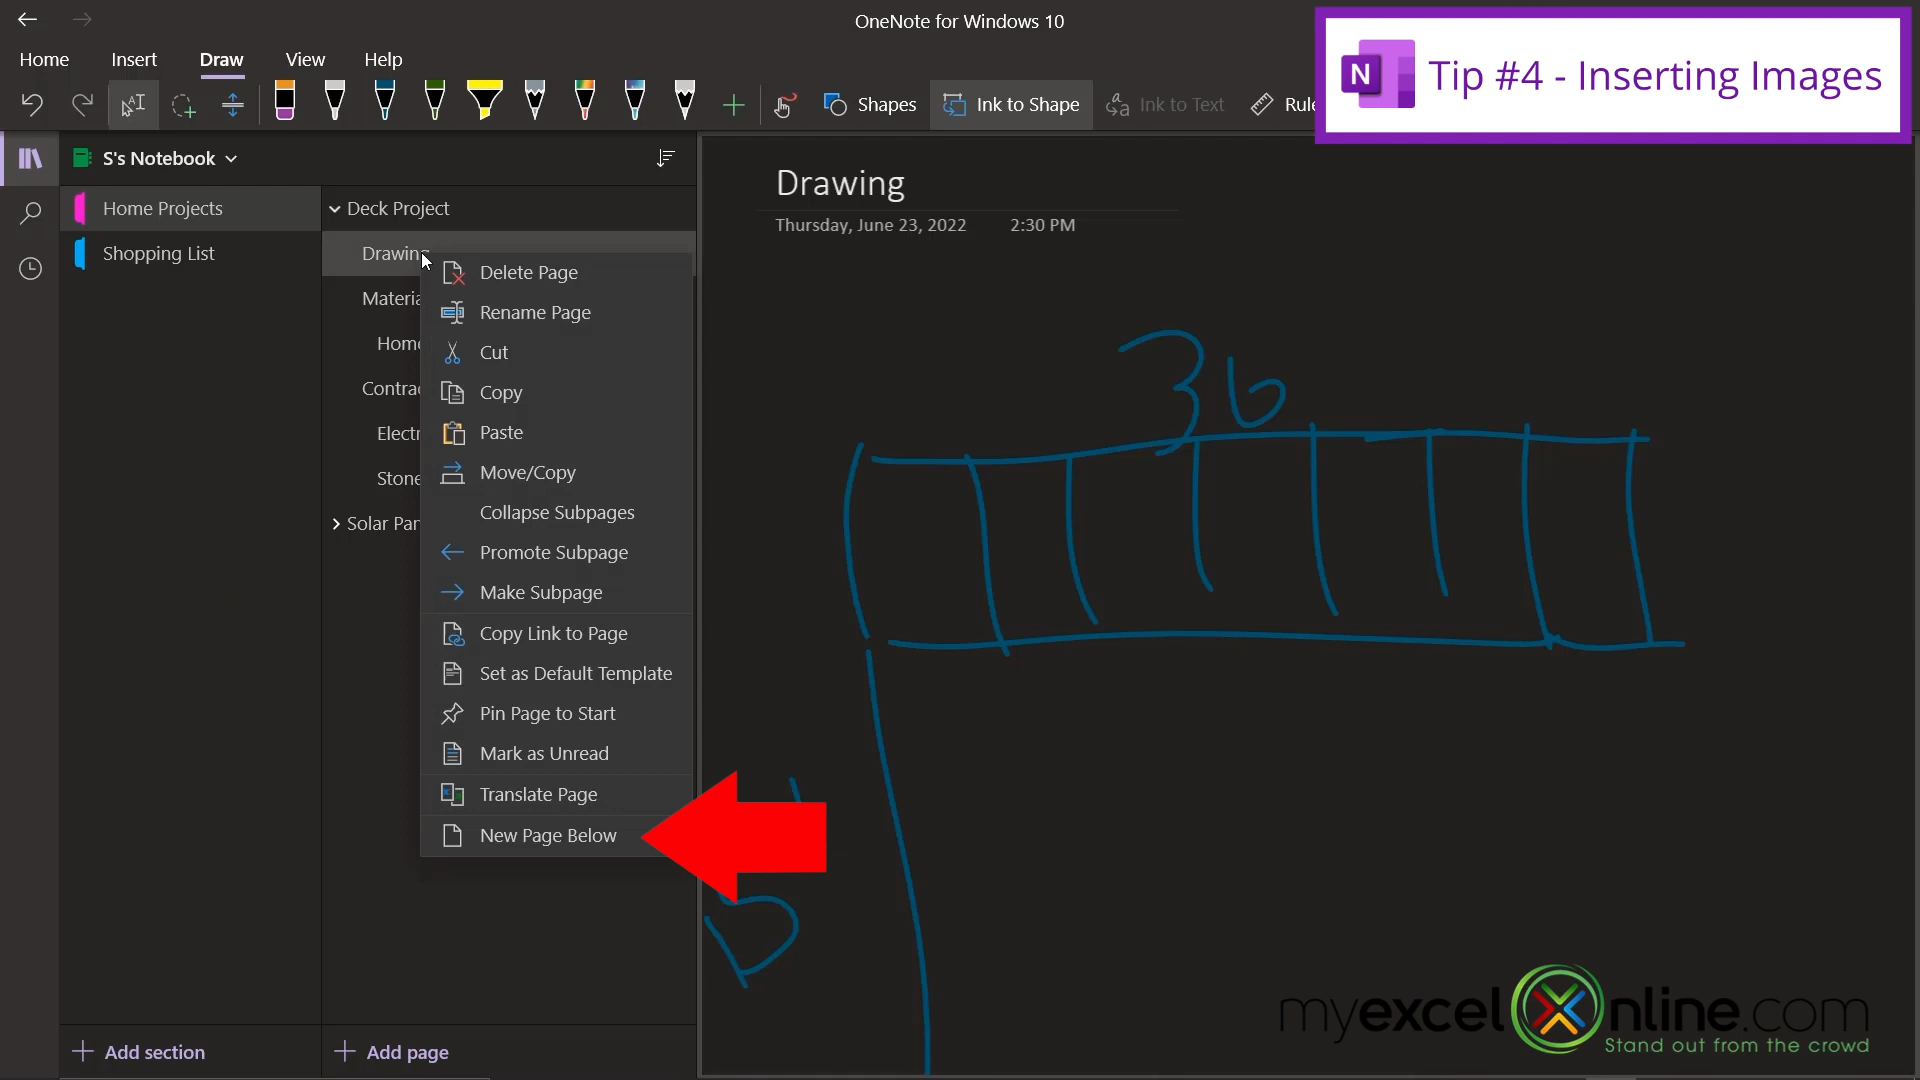 OneNote for Windows 10
Tip #4 - Inserting Images
Home Insert Draw View Help
Shapes Ink to Shape Ink to Text
S's Notebook
Home Projects
Shopping List
Deck Project
Drawing
Delete Page
Rename Page
Cut
Copy
Paste
Move/Copy
Collapse Subpages
Promote Subpage
Make Subpage
Copy Link to Page
Set as Default Template
Pin Page to Start
Mark as Unread
Translate Page
New Page Below
Add section
Add page
Drawing
Thursday, June 23, 2022 2:30 PM
36
myexcelonline.com
Stand out from the crowd